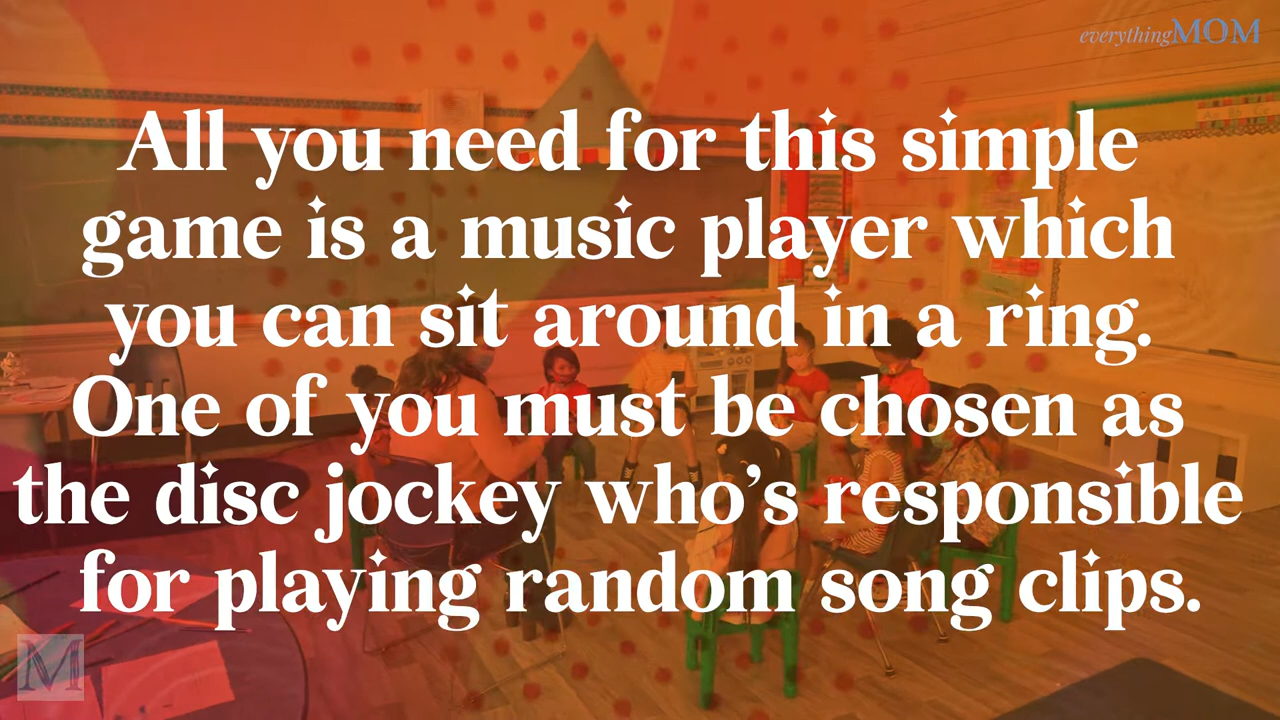 everythingMOM
All you need for this simple
game is a music player which
you can sit around in a ring.
One of you must be chosen as
the disc jockey who's responsible
for playing random song clips.
M